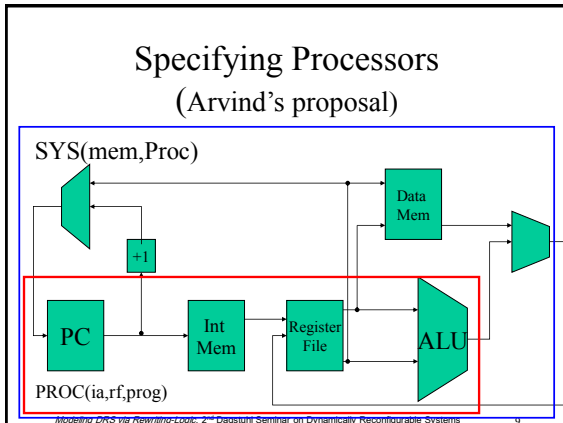 Specifying Processors
(Arvind's proposal)
SYS(mem,Proc)
Data
Mem
+1
PC
Int
Mem
Register
File
ALU
PROC(ia,rf,prog)
Modeling DRS via Rewriting-Logic, 2nd Dagstuhl Seminar on Dynamically Reconfigurable Systems
9